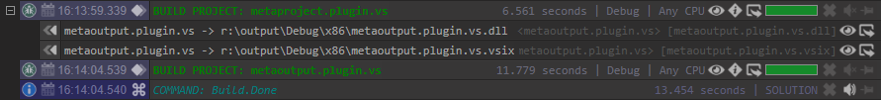 16:13:59.339 BUILD PROJECT: metaproject.plugin.vs 6.561 seconds | Debug | Any CPU
metaoutput.plugin.vs -> r:\output\Debug\x86\metaoutput.plugin.vs.dll <metaoutput.plugin.vs> [metaoutput.plugin.vs.dll]
metaoutput.plugin.vs -> r:\output\Debug\x86\metaoutput.plugin.vs.vsix <metaoutput.plugin.vs> [metaoutput.plugin.vs.vsix]
16:14:04.539 BUILD PROJECT: metaoutput.plugin.vs 11.779 seconds | Debug | Any CPU
16:14:04.540 COMMAND: Build.Done 13.454 seconds | SOLUTION